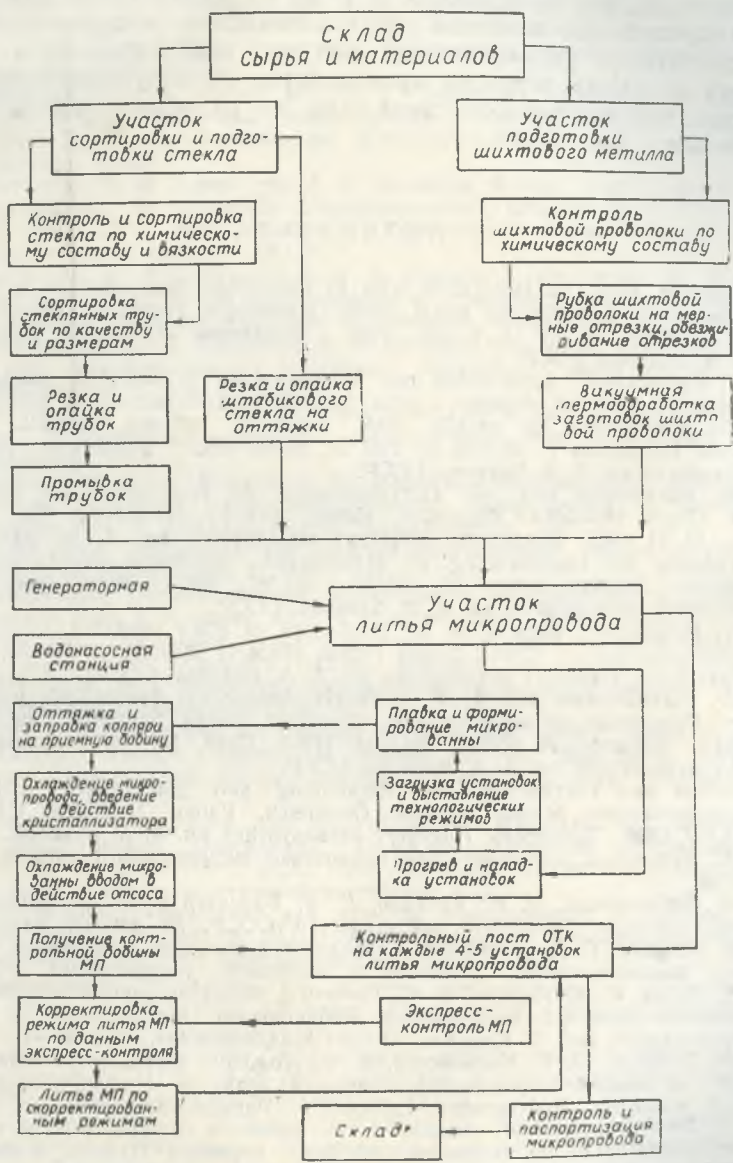 Склад
сырья и материалов
Участок
сортировки и подго-
товки стекла
Участок
подготовки
шихтового металла
Контроль и сортировка
стекла по химическо-
му составу и вязкости
Контроль
шихтовой проволоки по
химическому составу
Сортировка
стеклянных тру-
бок по качеству
и размерам
Рубка шихтовой
проволоки на мер-
ные отрезки, обезжи-
ривание отрезков
Резка и
опайка
трубок
Резка и опайка
штабикового
стекла на
оттяжки
Вакуумная
термообработка
заготовок шихто
вой проволоки
Промывка
трубок
Генераторная
Участок
литья микропровода
Водонасосная
станция
Оттяжка и
заправка капляри
на приемную бобину
Плавка и форми-
рование микро-
ванны
Охлаждение микро-
провода, введение
в действие
кристаллизатора
Загрузка установок
и выставление
технологических
режимов
Охлаждение микро-
ванны вводом в
действие отсоса
Прогрев и налад-
ка установок
Получение конт-
рольной бобины
МП
Контрольный пост ОТК
на каждые 4-5 установок
литья микропровода
Корректировка
режима литья МП
по данным
экспресс-контроля
Экспресс-
контроль МП
Литье МП по
скорректирован-
ным режимам
Склад
Контроль и
паспортизация
микропровода